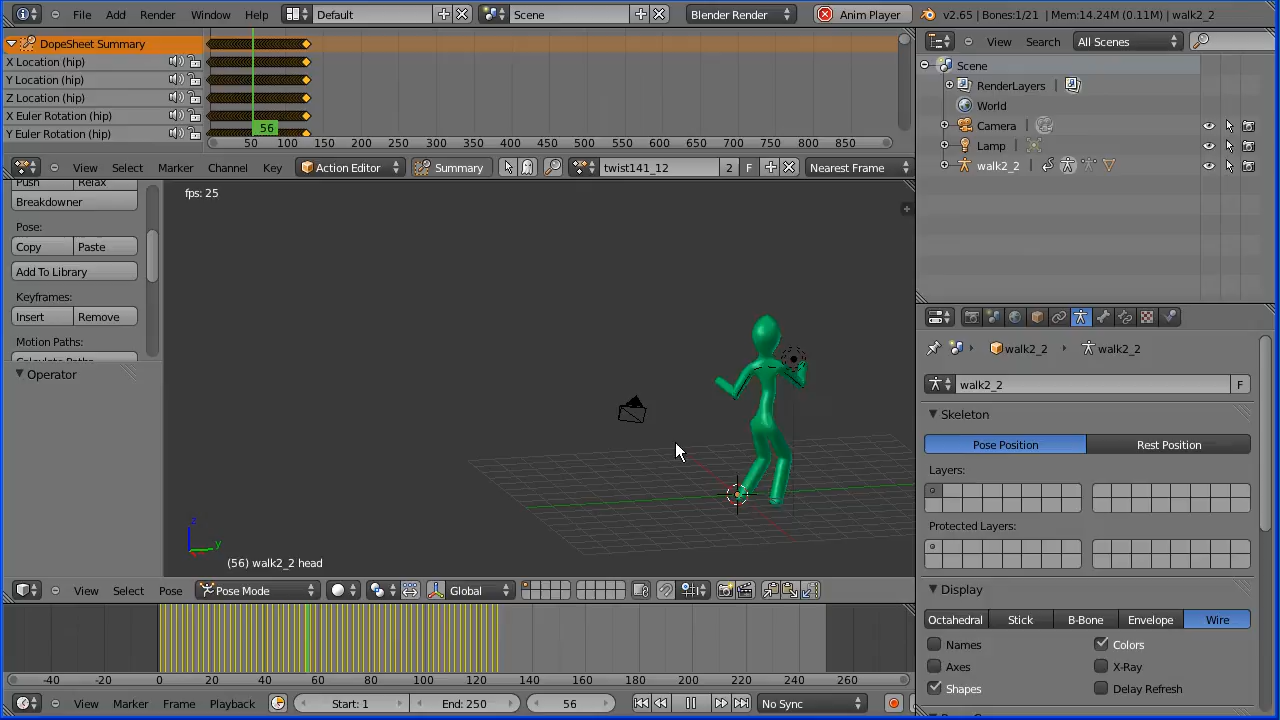 File Add Render Window Help Default Scene Blender Render Anim Player v2.65 | Bones:1/21 | Mem:14.24M (0.11M) | walk2_2
DopeSheet Summary
X Location (hip)
Y Location (hip)
Z Location (hip)
X Euler Rotation (hip)
Y Euler Rotation (hip)
56
50 100 150 200 250 300 350 400 450 500 550 600 650 700 750 800 850
View Select Marker Channel Key Action Editor Summary twist141_12 2 F Nearest Frame
View Search All Scenes
Scene
RenderLayers
World
Camera
Lamp
walk2_2
Push Relax
Breakdowner
Pose:
Copy Paste
Add To Library
Keyframes:
Insert Remove
Motion Paths:
Operator
fps: 25
z
y
(56) walk2_2 head
View Select Pose Pose Mode Global
walk2_2 walk2_2
walk2_2 F
Skeleton
Pose Position Rest Position
Layers:
Protected Layers:
Display
Octahedral Stick B-Bone Envelope Wire
Names Colors
Axes X-Ray
Shapes Delay Refresh
-40 -20 0 20 40 60 80 100 120 140 160 180 200 220 240 260
View Marker Frame Playback Start: 1 End: 250 56 No Sync